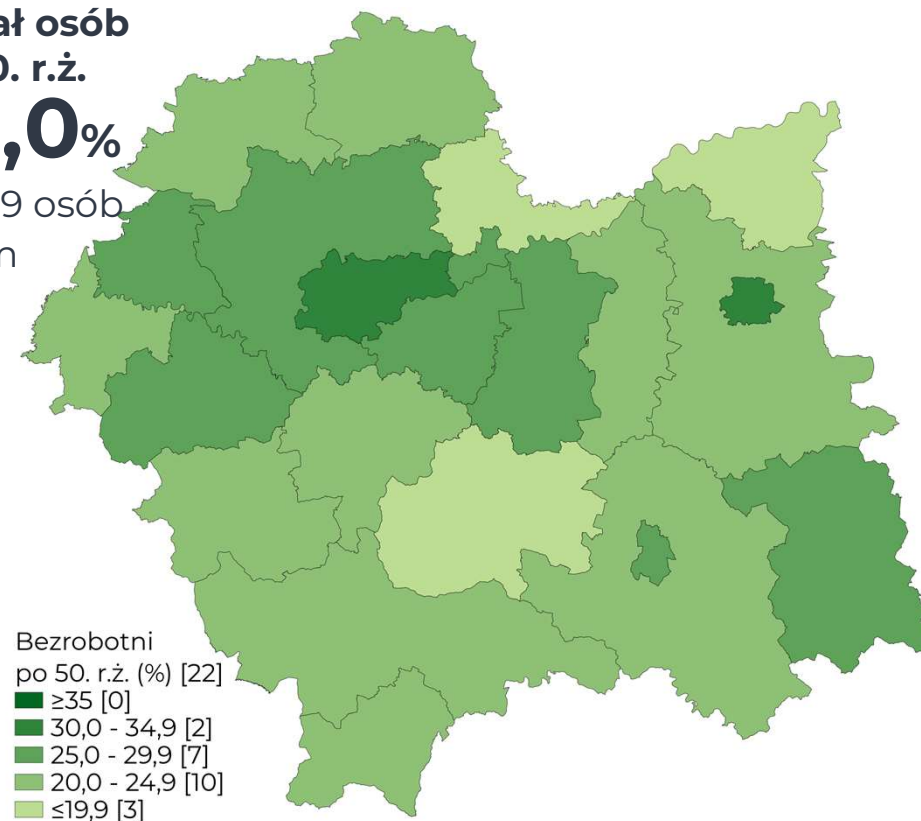 ał osób
0. r.ż.
,0%
9 osób
Bezrobotni
po 50. r.ż. (%) [22]
≥35 [0]
30,0 - 34,9 [2]
25,0 - 29,9 [7]
20,0 - 24,9 [10]
≤19,9 [3]